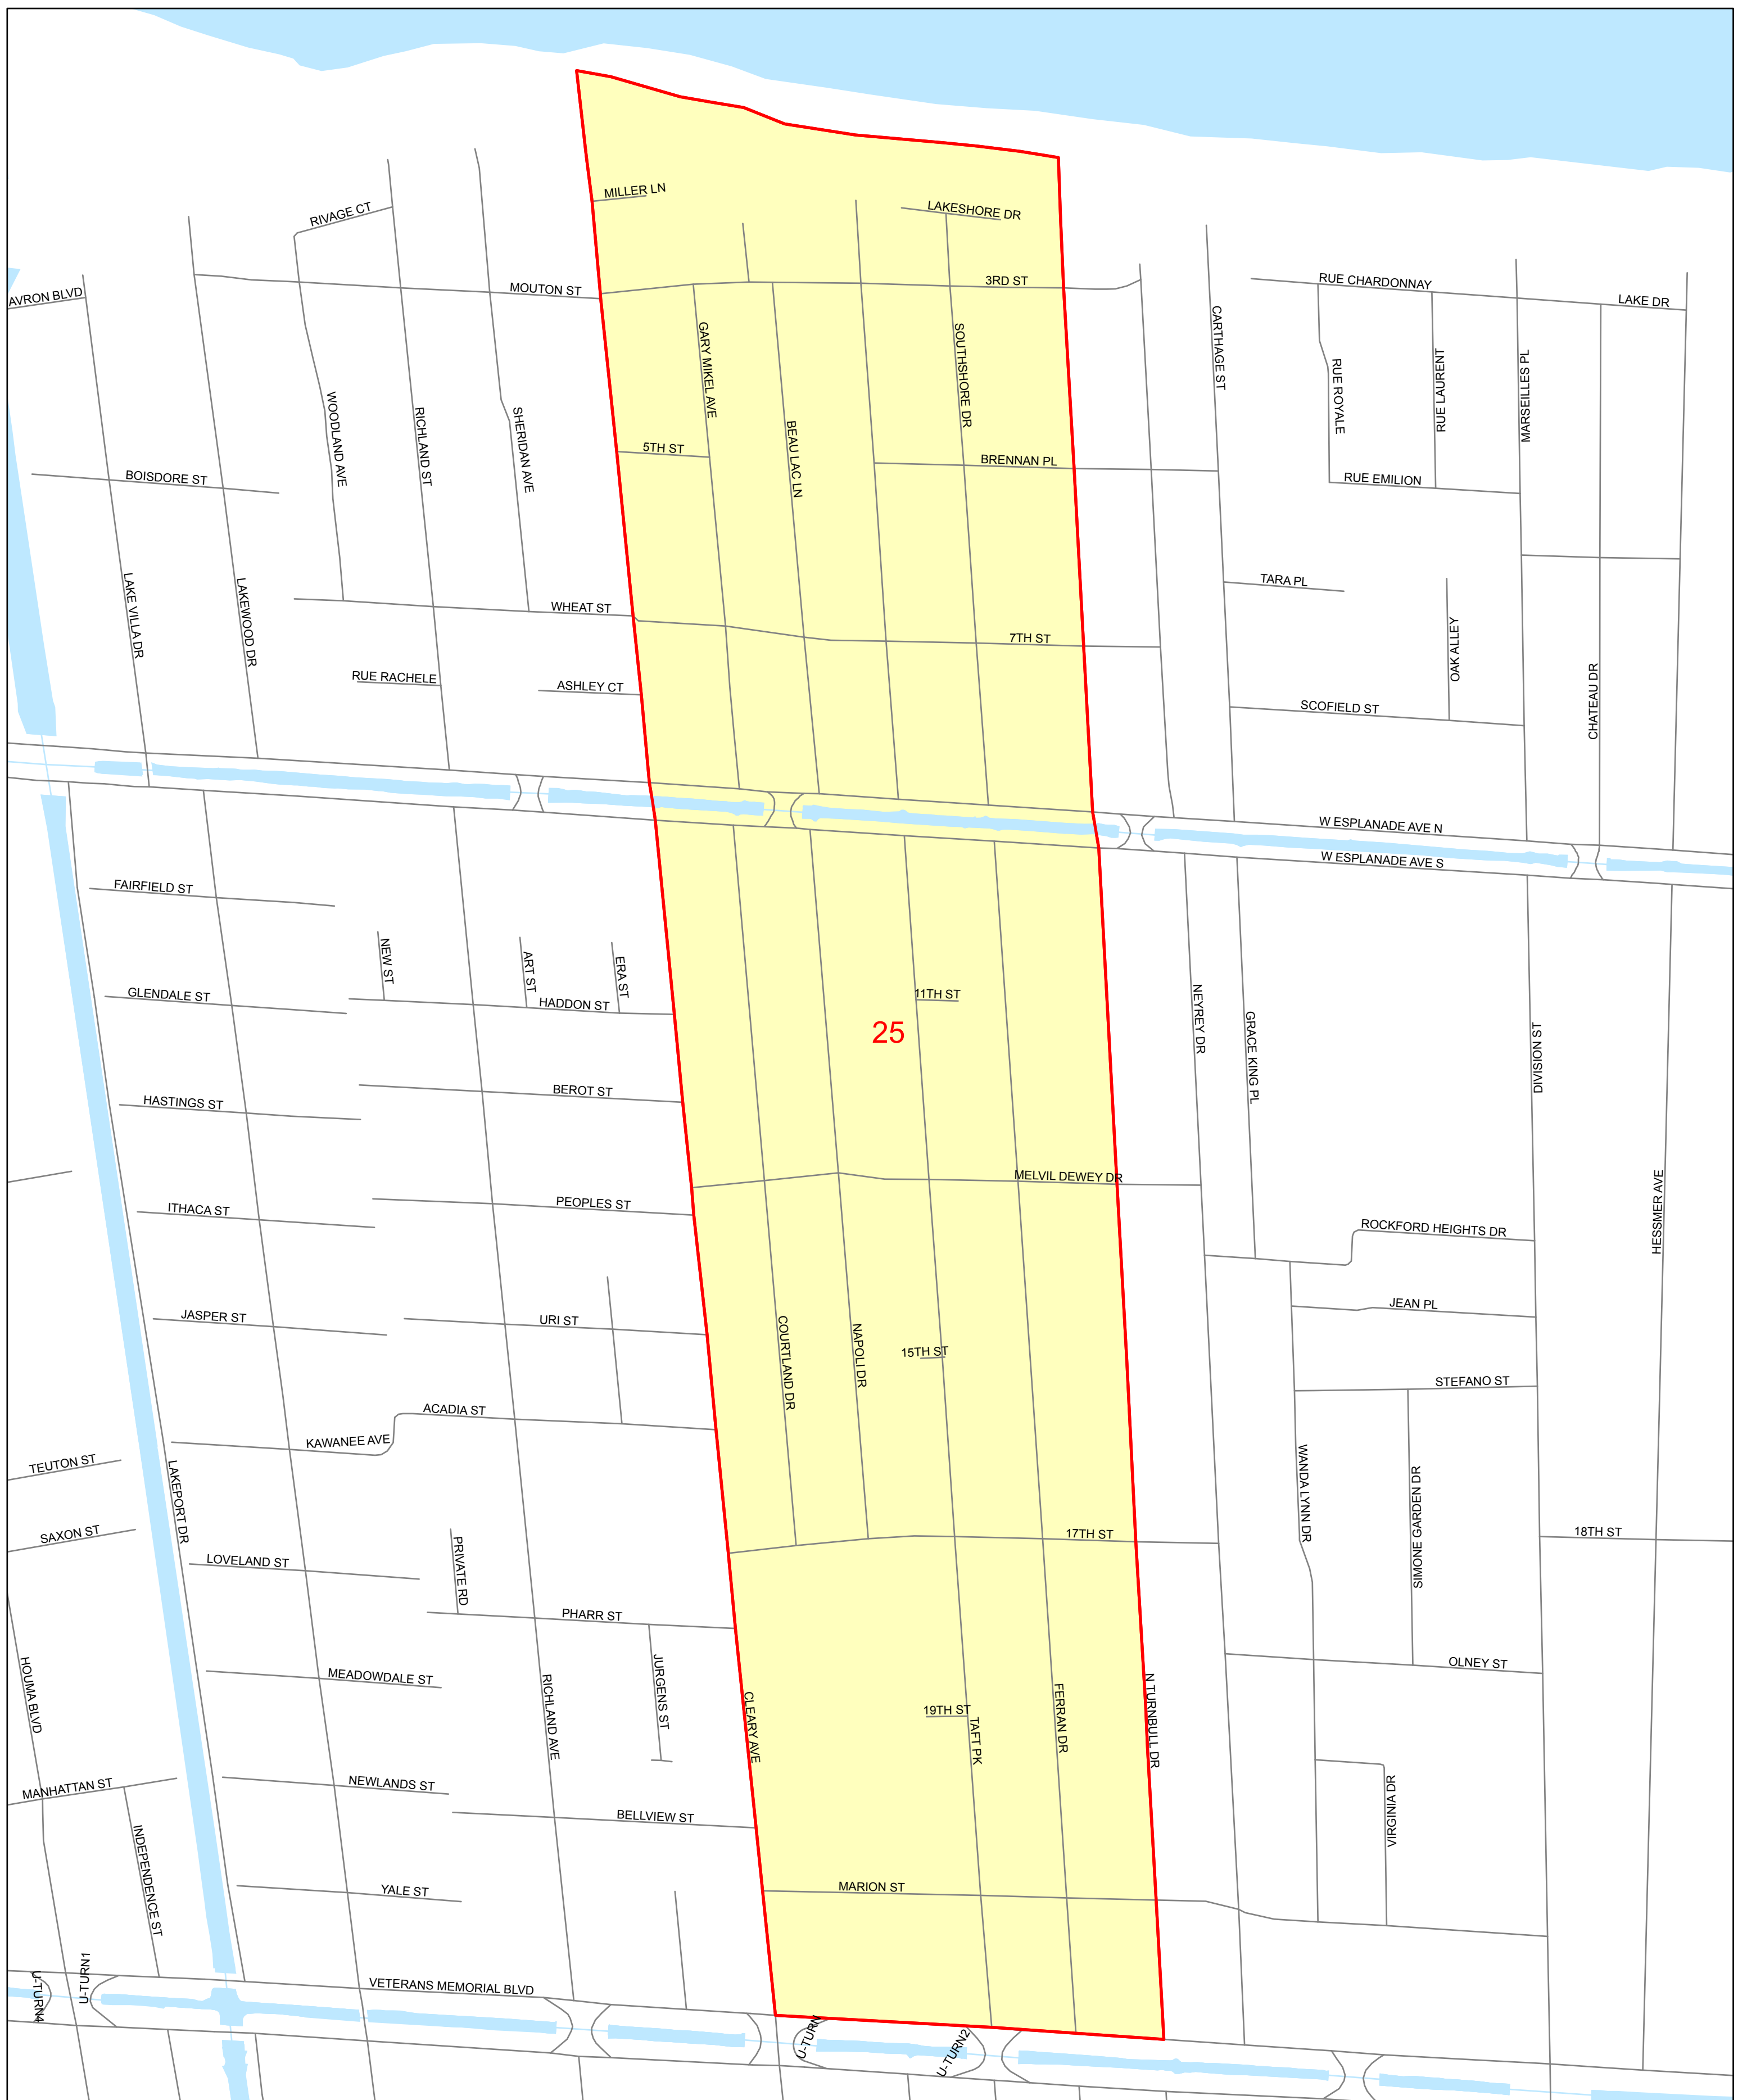 MILLER LN
RIVAGE CT
LAKESHORE DR
AVRON BLVD
MOUTON ST
3RD ST
RUE CHARDONNAY
LAKE DR
GARY MIKEL AVE
SOUTHSHORE DR
CARTHAGE ST
RUE ROYALE
RUE LAURENT
MARSEILLES PL
WOODLAND AVE
RICHLAND ST
SHERIDAN AVE
BEAU LAC LN
5TH ST
BRENNAN PL
BOISDORE ST
RUE EMILION
LAKE VILLA DR
LAKEWOOD DR
WHEAT ST
7TH ST
TARA PL
OAK ALLEY
CHATEAU DR
RUE RACHELE
ASHLEY CT
SCOFIELD ST
W ESPLANADE AVE N
W ESPLANADE AVE S
FAIRFIELD ST
NEW ST
ART ST
ERA ST
GLENDALE ST
HADDON ST
11TH ST
25
NEYREY DR
GRACE KING PL
DIVISION ST
HASTINGS ST
BEROT ST
MELVIL DEWEY DR
HESSMER AVE
ITHACA ST
PEOPLES ST
ROCKFORD HEIGHTS DR
JASPER ST
URI ST
COURTLAND DR
NAPOLI DR
15TH ST
JEAN PL
STEFANO ST
ACADIA ST
KAWANEE AVE
TEUTON ST
LAKEPORT DR
WANDA LYNN DR
SIMONE GARDEN DR
SAXON ST
LOVELAND ST
PRIVATE RD
17TH ST
18TH ST
PHARR ST
HOUMA BLVD
MEADOWDALE ST
RICHLAND AVE
JURGENS ST
CLEARY AVE
19TH ST
TAFT PK
FERRAN DR
N TURNBULL DR
OLNEY ST
MANHATTAN ST
NEWLANDS ST
BELLVIEW ST
VIRGINIA DR
INDEPENDENCE ST
YALE ST
MARION ST
U-TURN4
U-TURN1
VETERANS MEMORIAL BLVD
U-TURN
U-TURN2